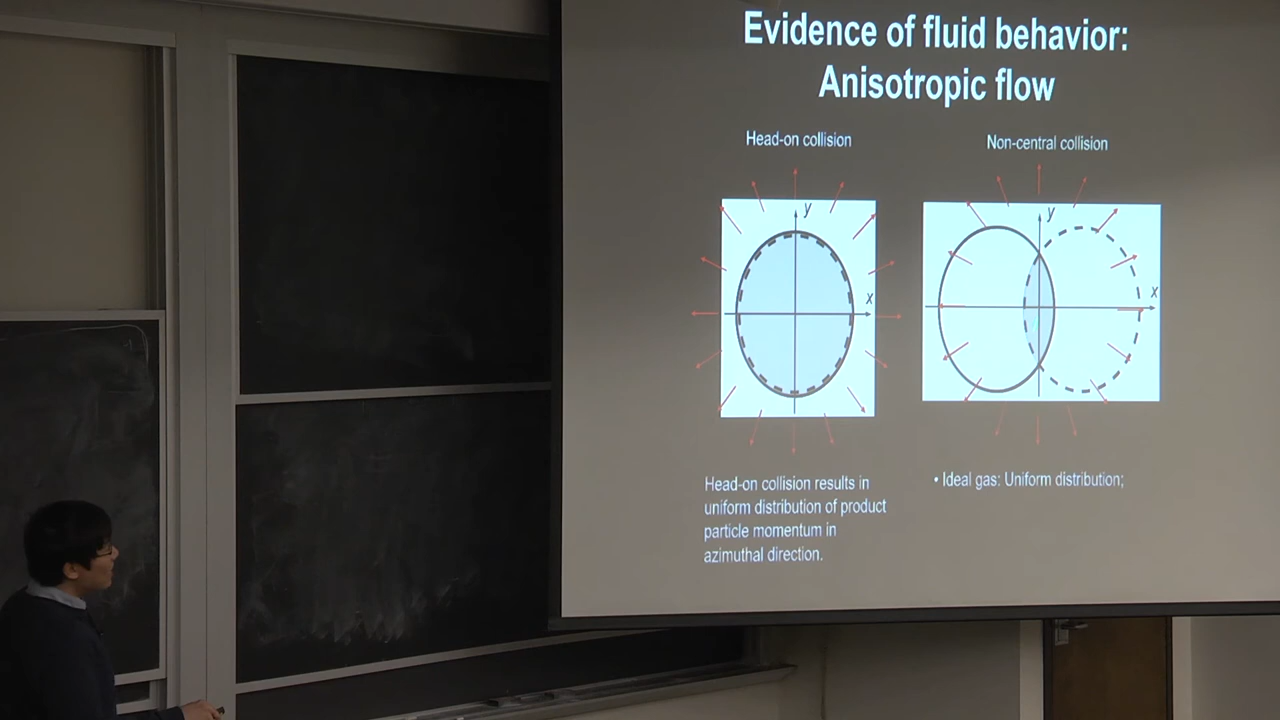 Evidence of fluid behavior:
Anisotropic flow
Head-on collision
Non-central collision
y
x
y
x
Head-on collision results in
uniform distribution of product
particle momentum in
azimuthal direction.
• Ideal gas: Uniform distribution;